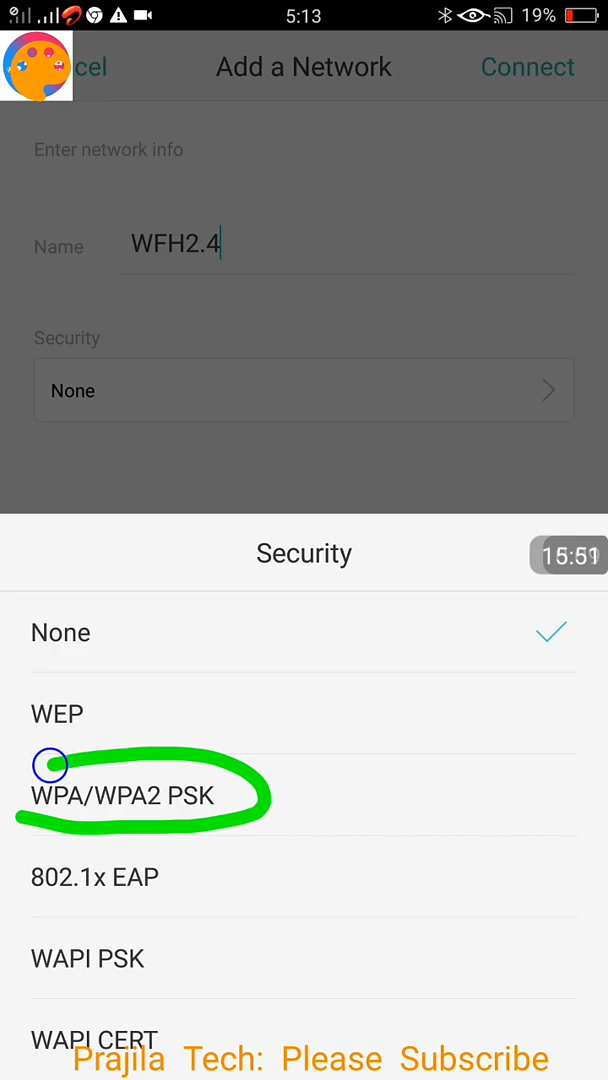 5:13
19%
cel
Add a Network
Connect
Enter network info
Name
WFH2.4
Security
None
Security
15:51
None
WEP
WPA/WPA2 PSK
802.1x EAP
WAPI PSK
WAPI CERT
Prajila Tech: Please Subscribe